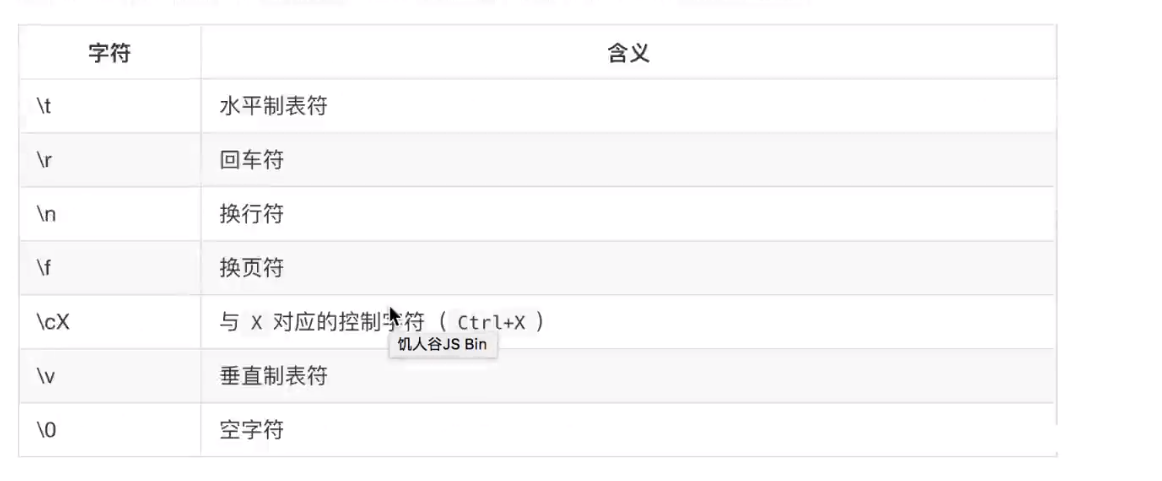 字符 含义
\t 水平制表符
\r 回车符
\n 换行符
\f 换页符
\cX 与 X 对应的控制字符（ Ctrl+X ）
饥人谷JS Bin
\v 垂直制表符
\0 空字符